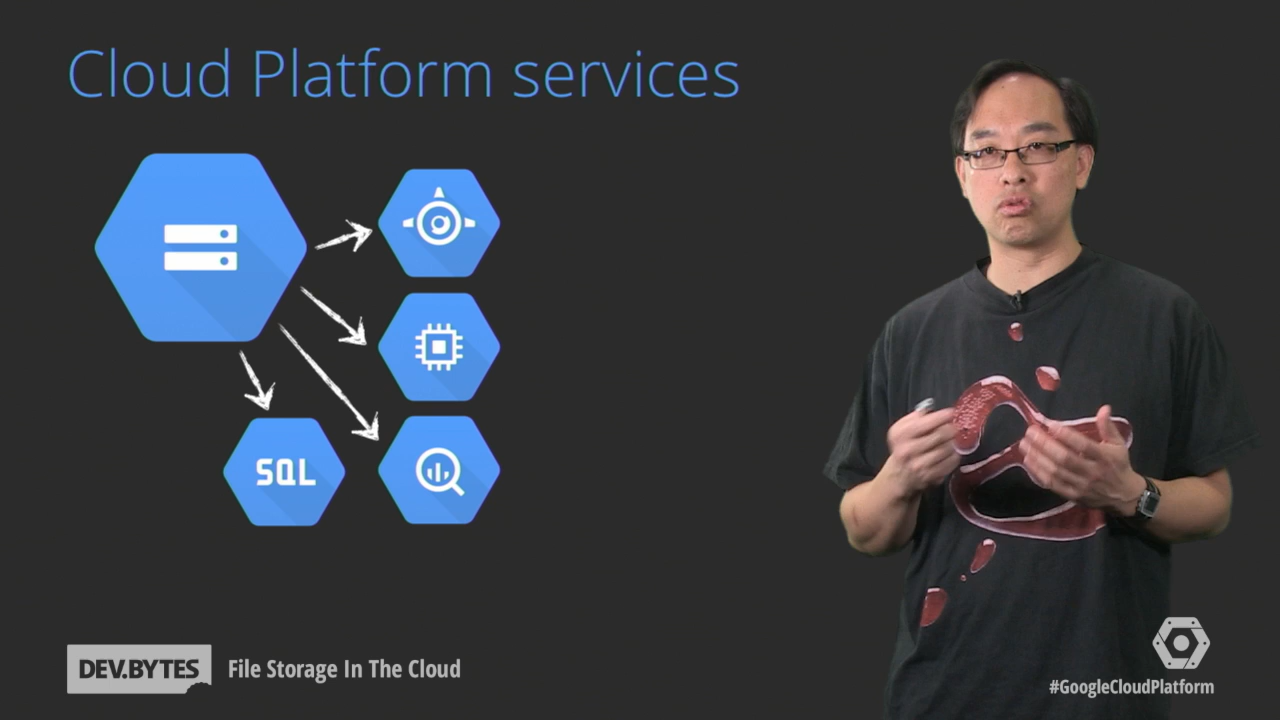 Cloud Platform services
SQL
DEV.BYTES
File Storage In The Cloud
#GoogleCloudPlatform